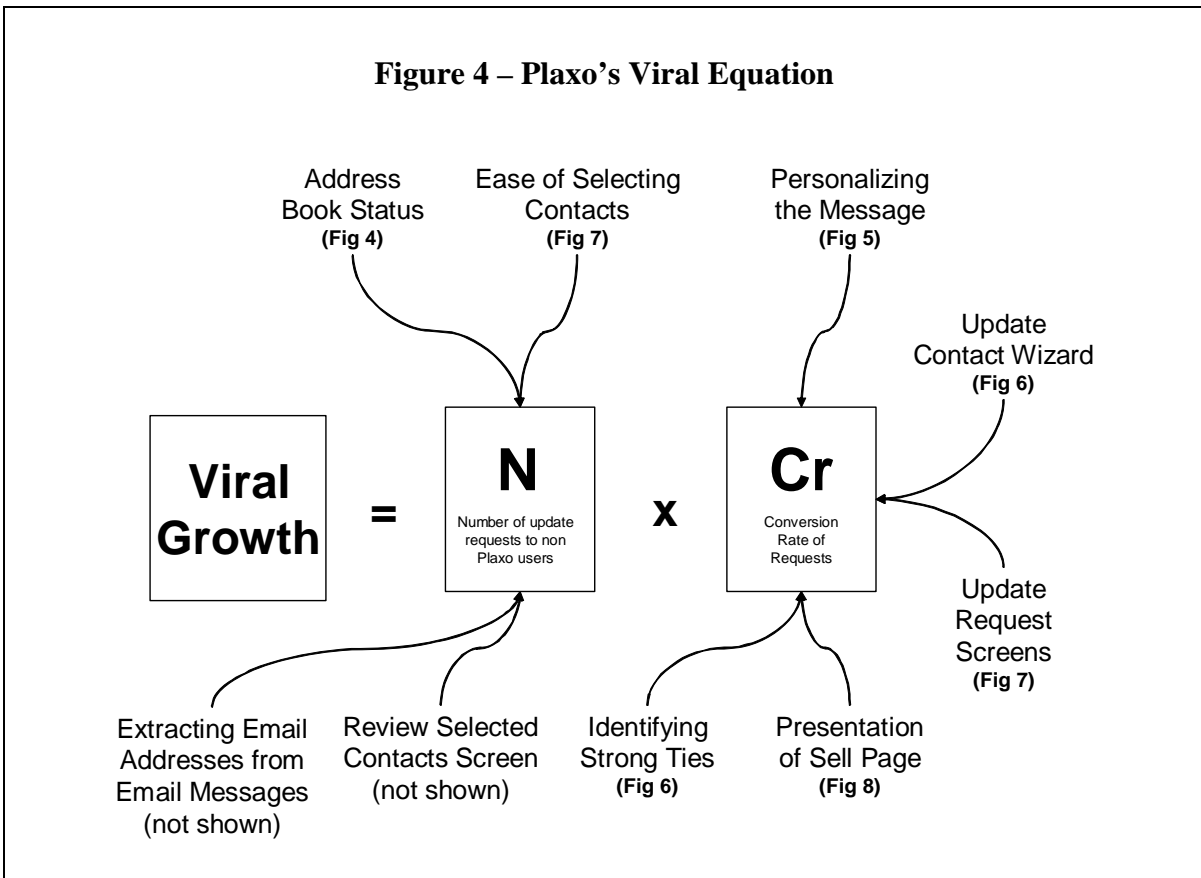 Figure 4 – Plaxo's Viral Equation
Address
Book Status
(Fig 4)
Ease of Selecting
Contacts
(Fig 7)
Personalizing
the Message
(Fig 5)
Update
Contact Wizard
(Fig 6)
Viral
Growth
=
N
Number of update
requests to non
Plaxo users
x
Cr
Conversion
Rate of
Requests
Update
Request
Screens
(Fig 7)
Extracting Email
Addresses from
Email Messages
(not shown)
Review Selected
Contacts Screen
(not shown)
Identifying
Strong Ties
(Fig 6)
Presentation
of Sell Page
(Fig 8)